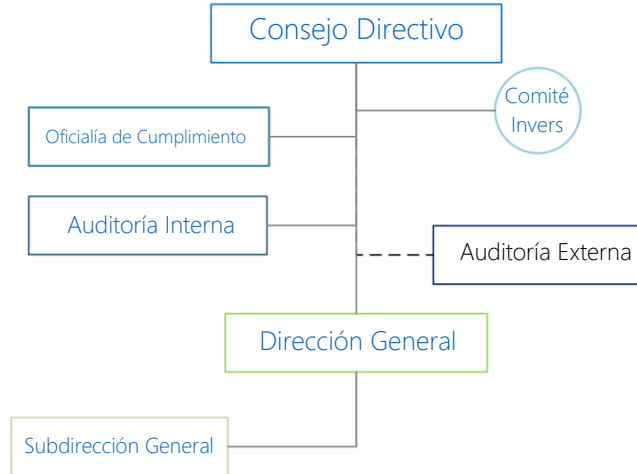 Consejo Directivo
Comité
Invers
Oficialía de Cumplimiento
Auditoría Interna
Auditoría Externa
Dirección General
Subdirección General